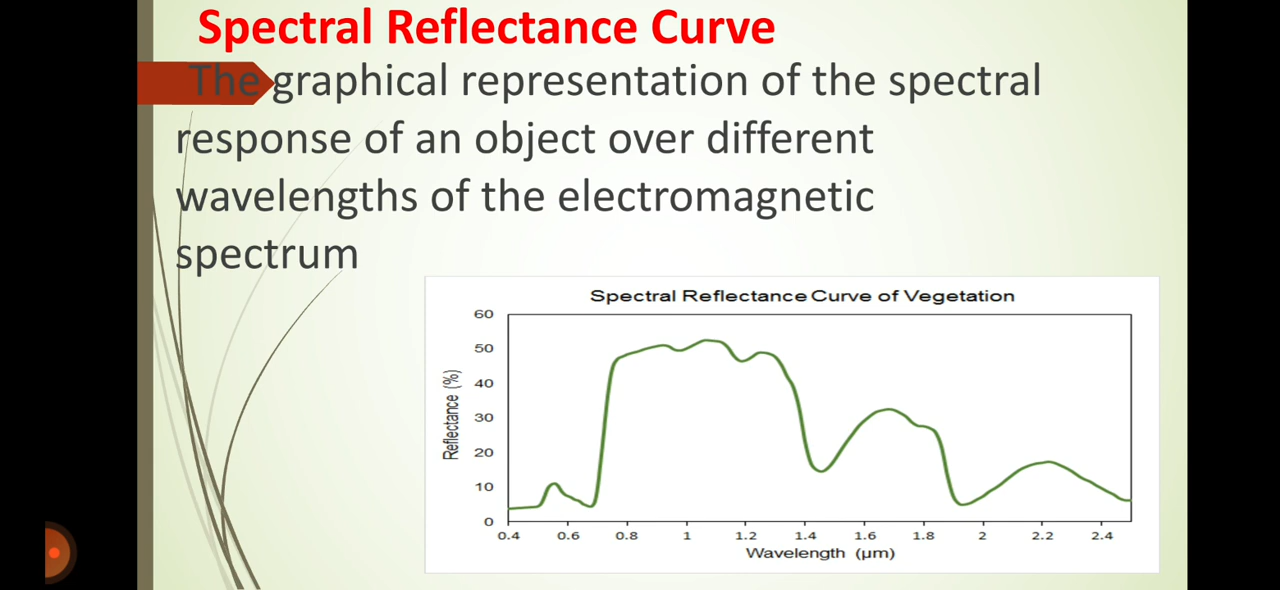 Spectral Reflectance Curve
The graphical representation of the spectral
response of an object over different
wavelengths of the electromagnetic
spectrum
Spectral Reflectance Curve of Vegetation
60
50
40
30
20
10
0
Reflectance (%)
0.4 0.6 0.8 1 1.2 1.4 1.6 1.8 2 2.2 2.4
Wavelength (µm)